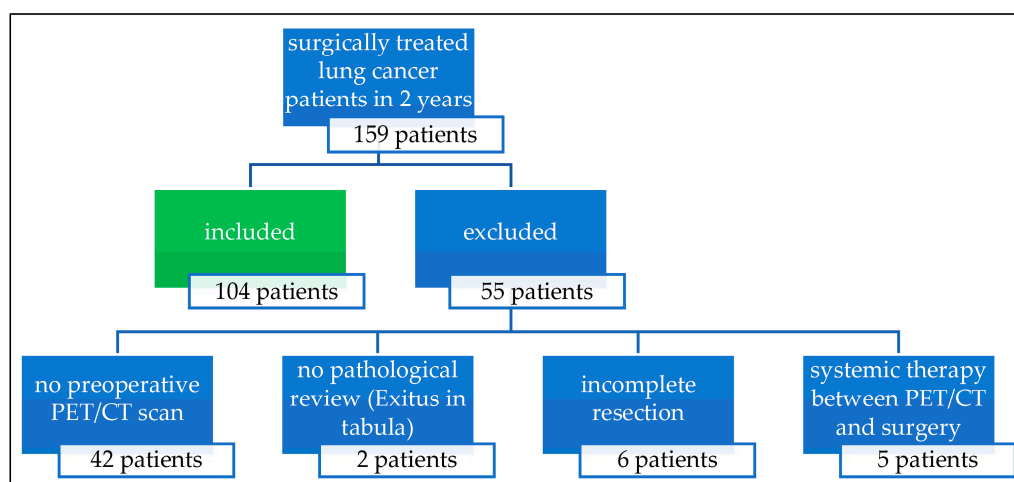 surgically treated
lung cancer
patients in 2 years
159 patients
included
excluded
104 patients
55 patients
no preoperative
PET/CT scan
42 patients
no pathological
review (Exitus in
tabula)
2 patients
incomplete
resection
6 patients
systemic therapy
between PET/CT
and surgery
5 patients